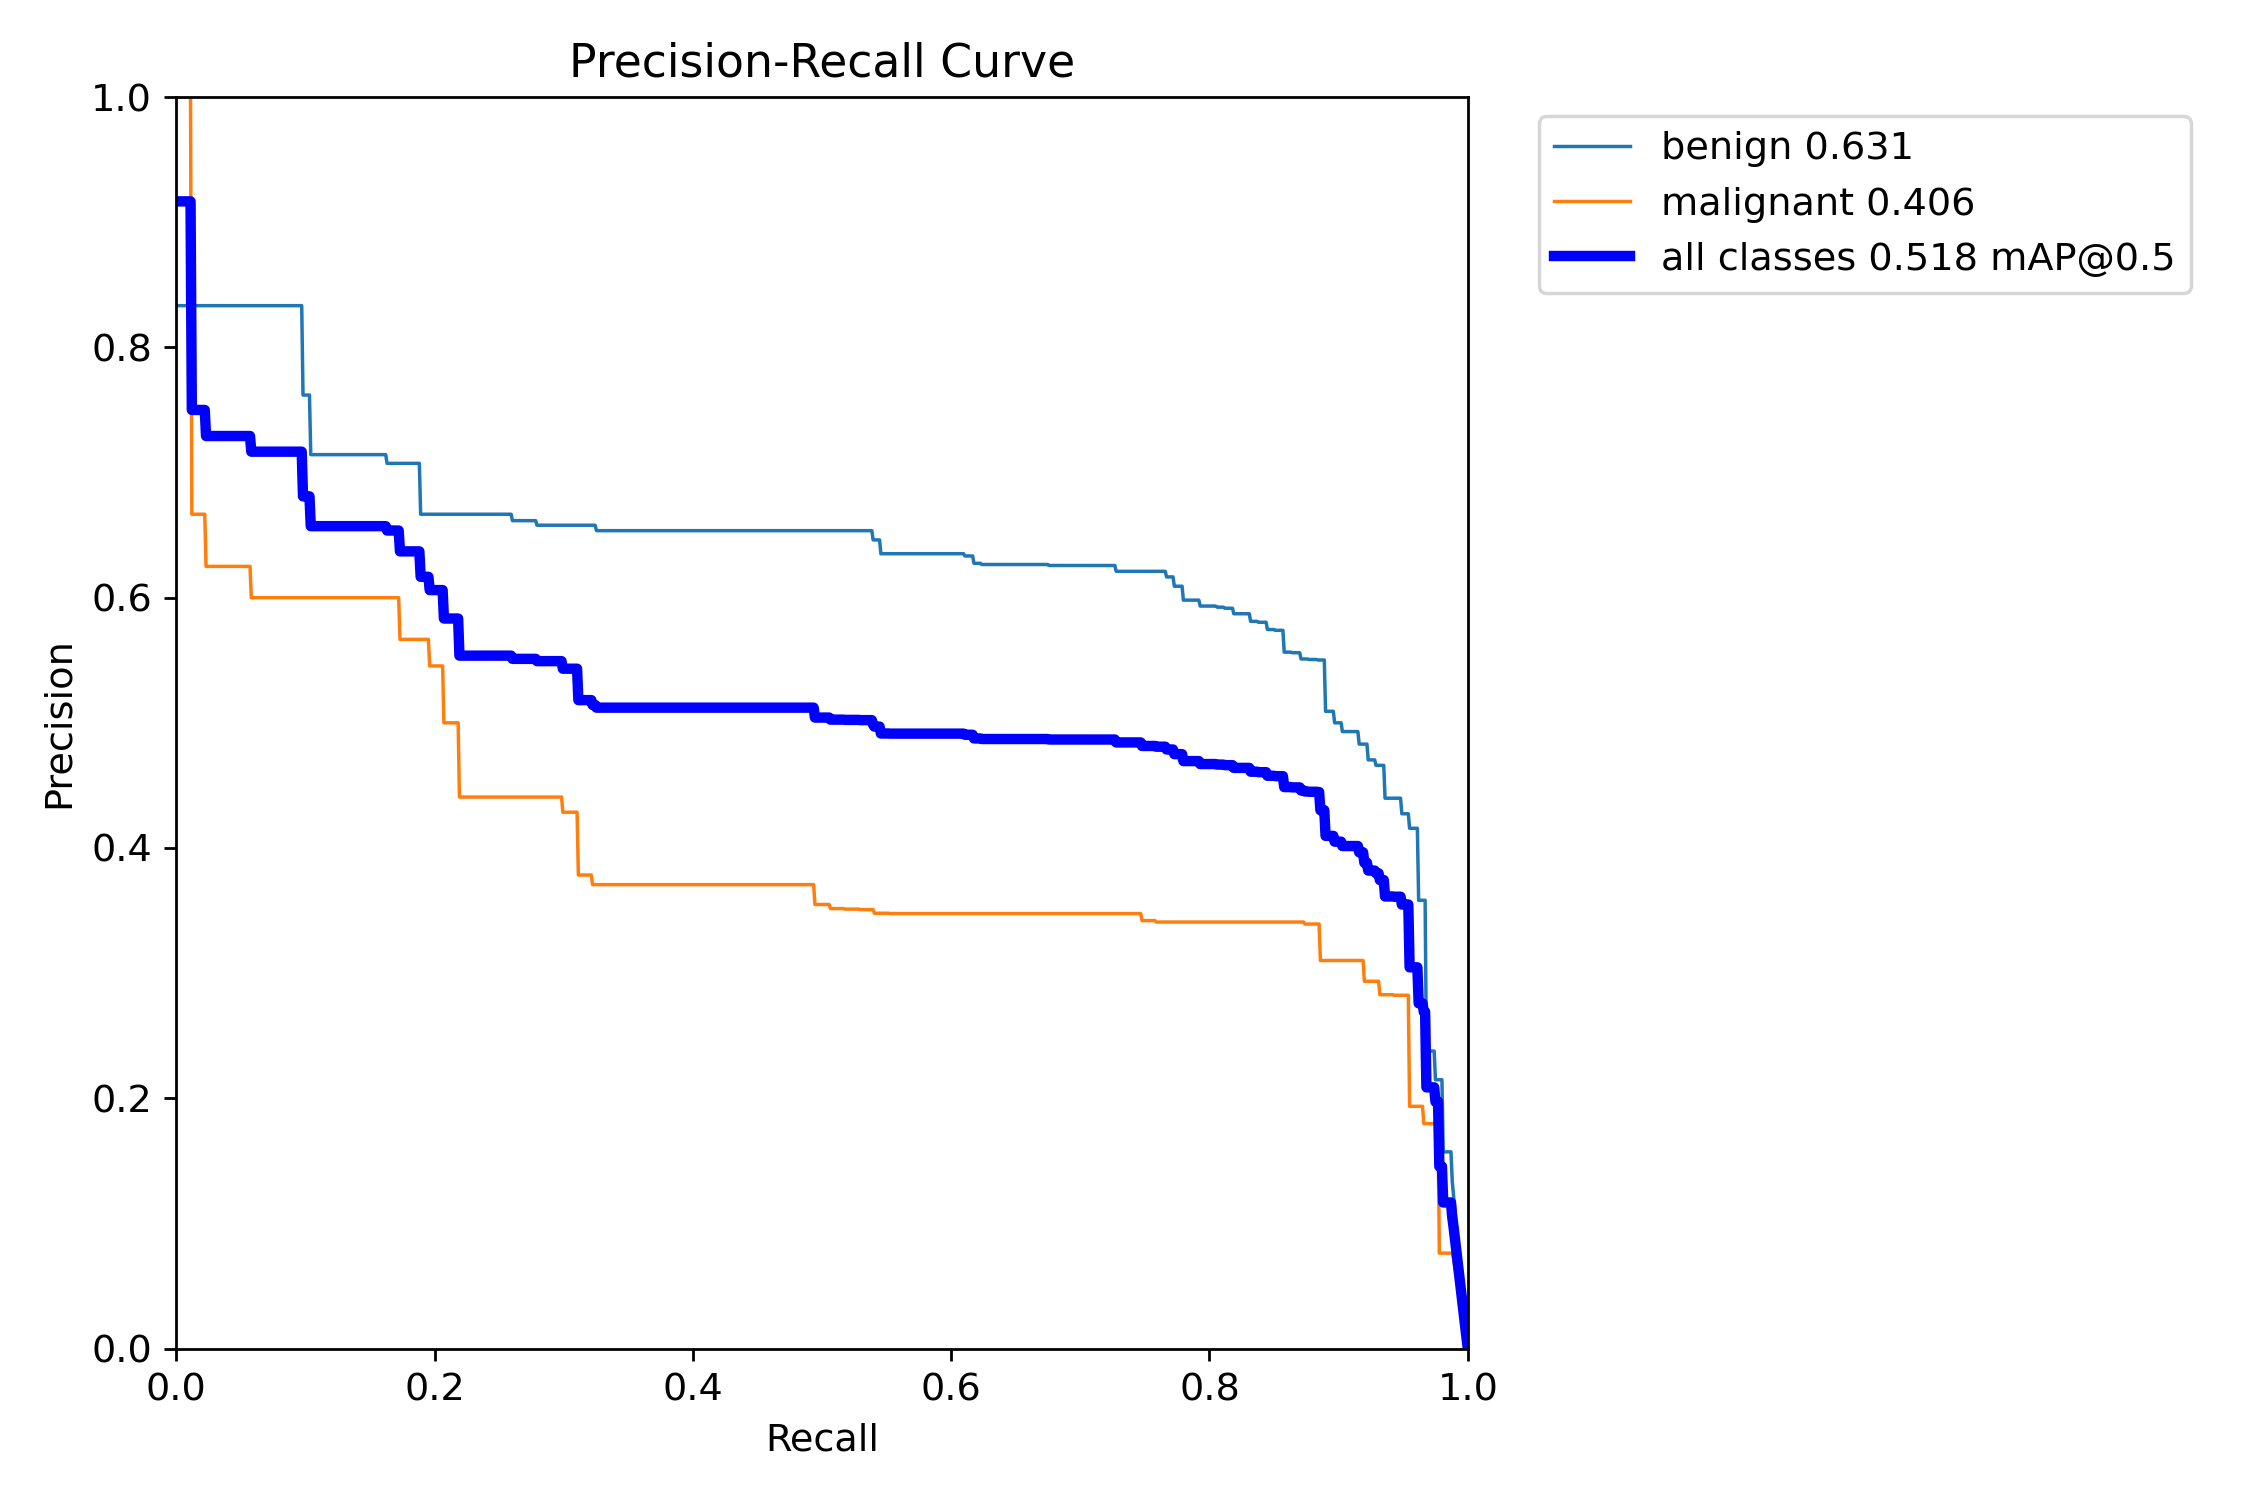 Precision-Recall Curve
1.0
0.8
0.6
0.4
0.2
0.0
Precision
0.0 0.2 0.4 0.6 0.8 1.0
Recall
benign 0.631
malignant 0.406
all classes 0.518 mAP@0.5